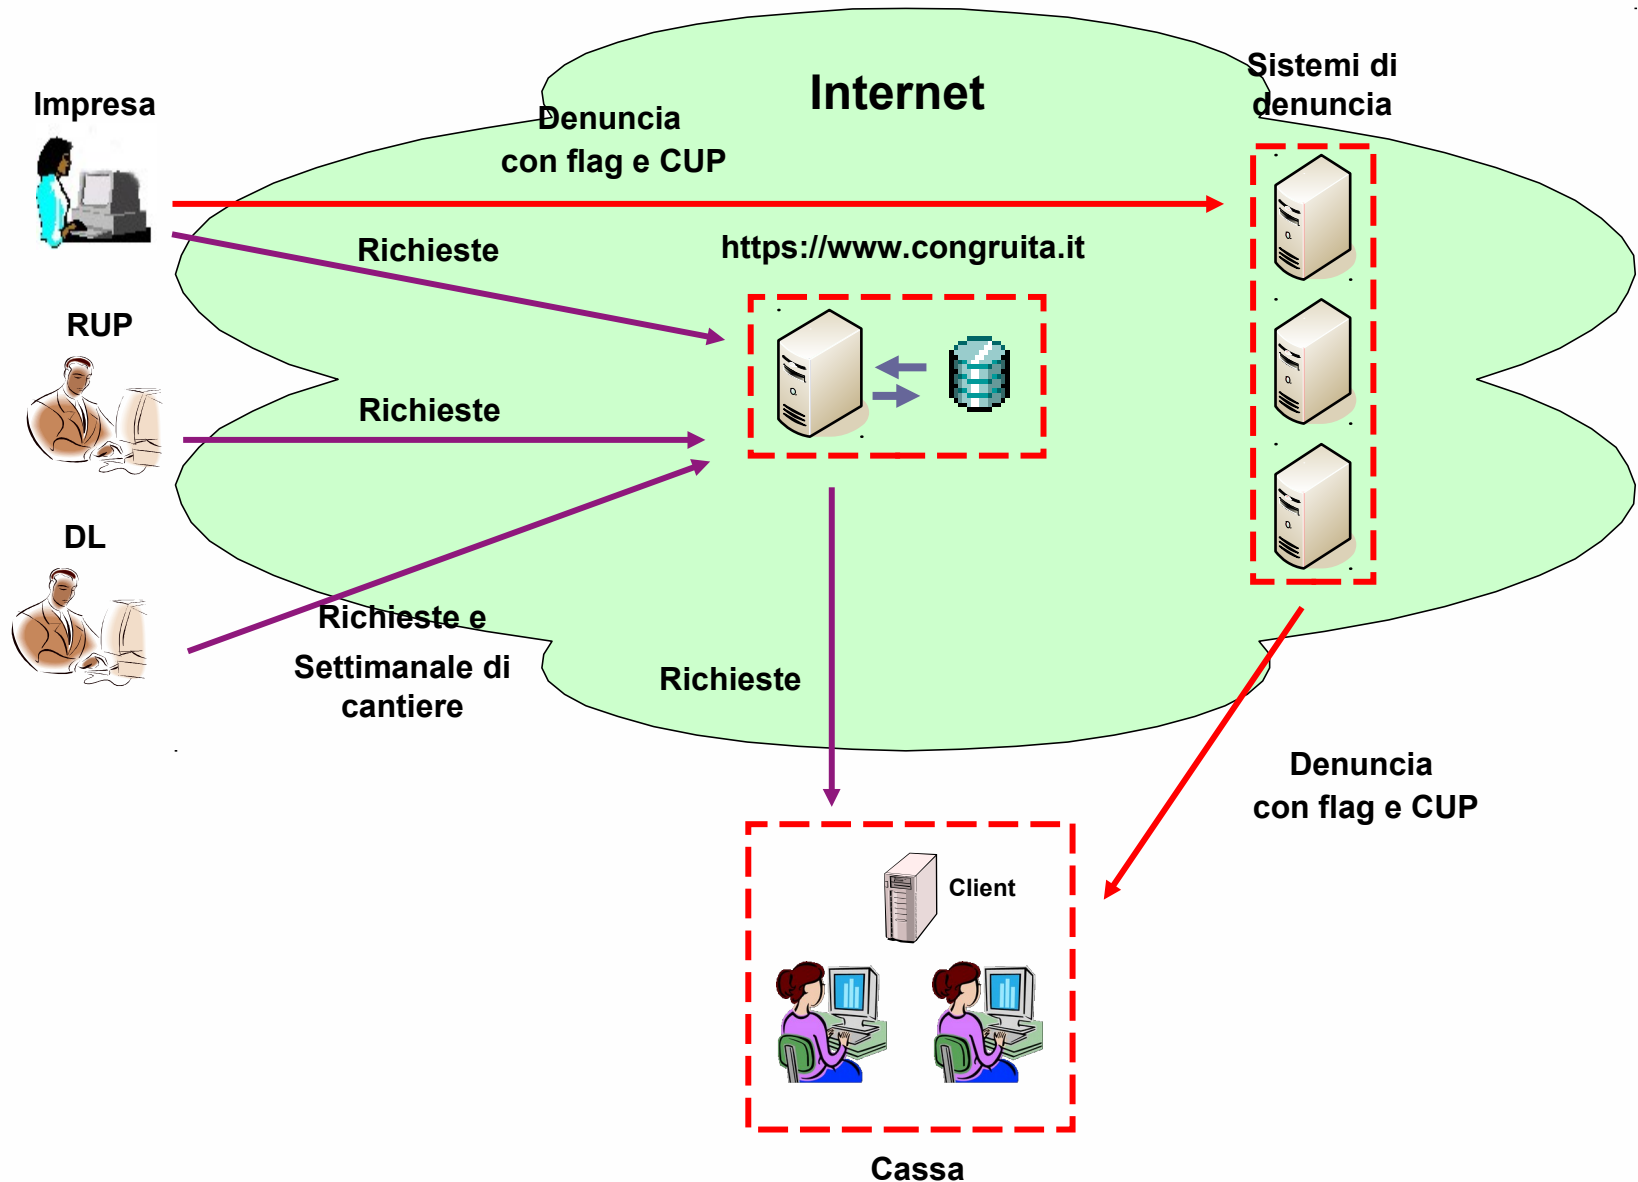 Internet
Sistemi di
denuncia
Impresa
Denuncia
con flag e CUP
Richieste
https://www.congruita.it
RUP
Richieste
DL
Richieste e
Settimanale di
cantiere
Richieste
Denuncia
con flag e CUP
Client
Cassa